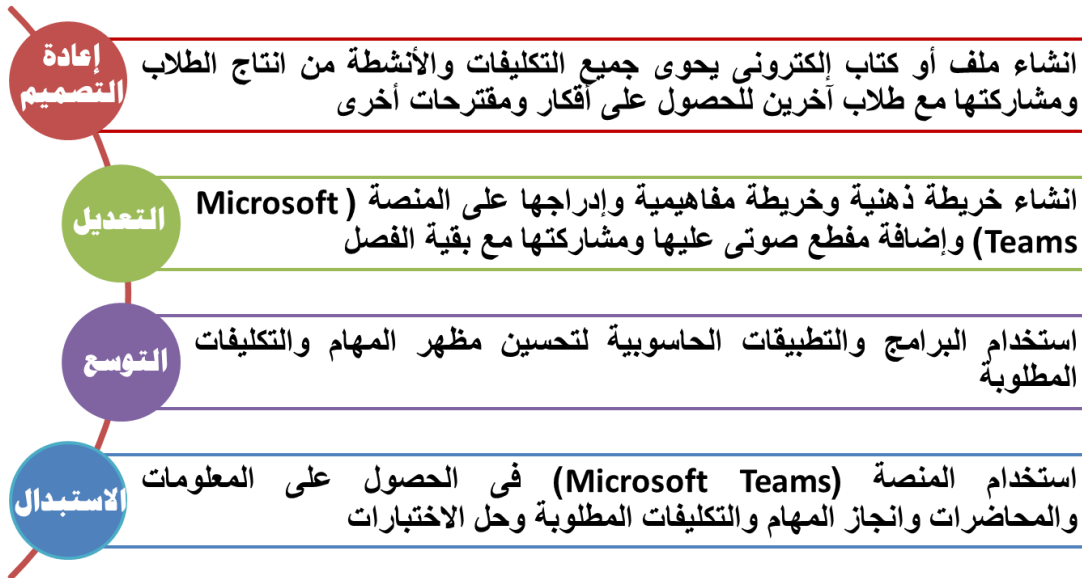 إعادة
التصميم
انشاء ملف أو كتاب إلكترونى يحوى جميع التكليفات والأنشطة من انتاج الطلاب
ومشاركتها مع طلاب آخرين للحصول على أفكار ومقترحات أخرى
التعديل
انشاء خريطة ذهنية وخريطة مفاهيمية وإدراجها على المنصة (Microsoft
Teams) وإضافة مفطع صوتى عليها ومشاركتها مع بقية الفصل
التوسع
استخدام البرامج والتطبيقات الحاسوبية لتحسين مظهر المهام والتكليفات
المطلوبة
الاستبدال
استخدام المنصة (Microsoft Teams) فى الحصول على المعلومات
والمحاضرات وانجاز المهام والتكليفات المطلوبة وحل الاختبارات